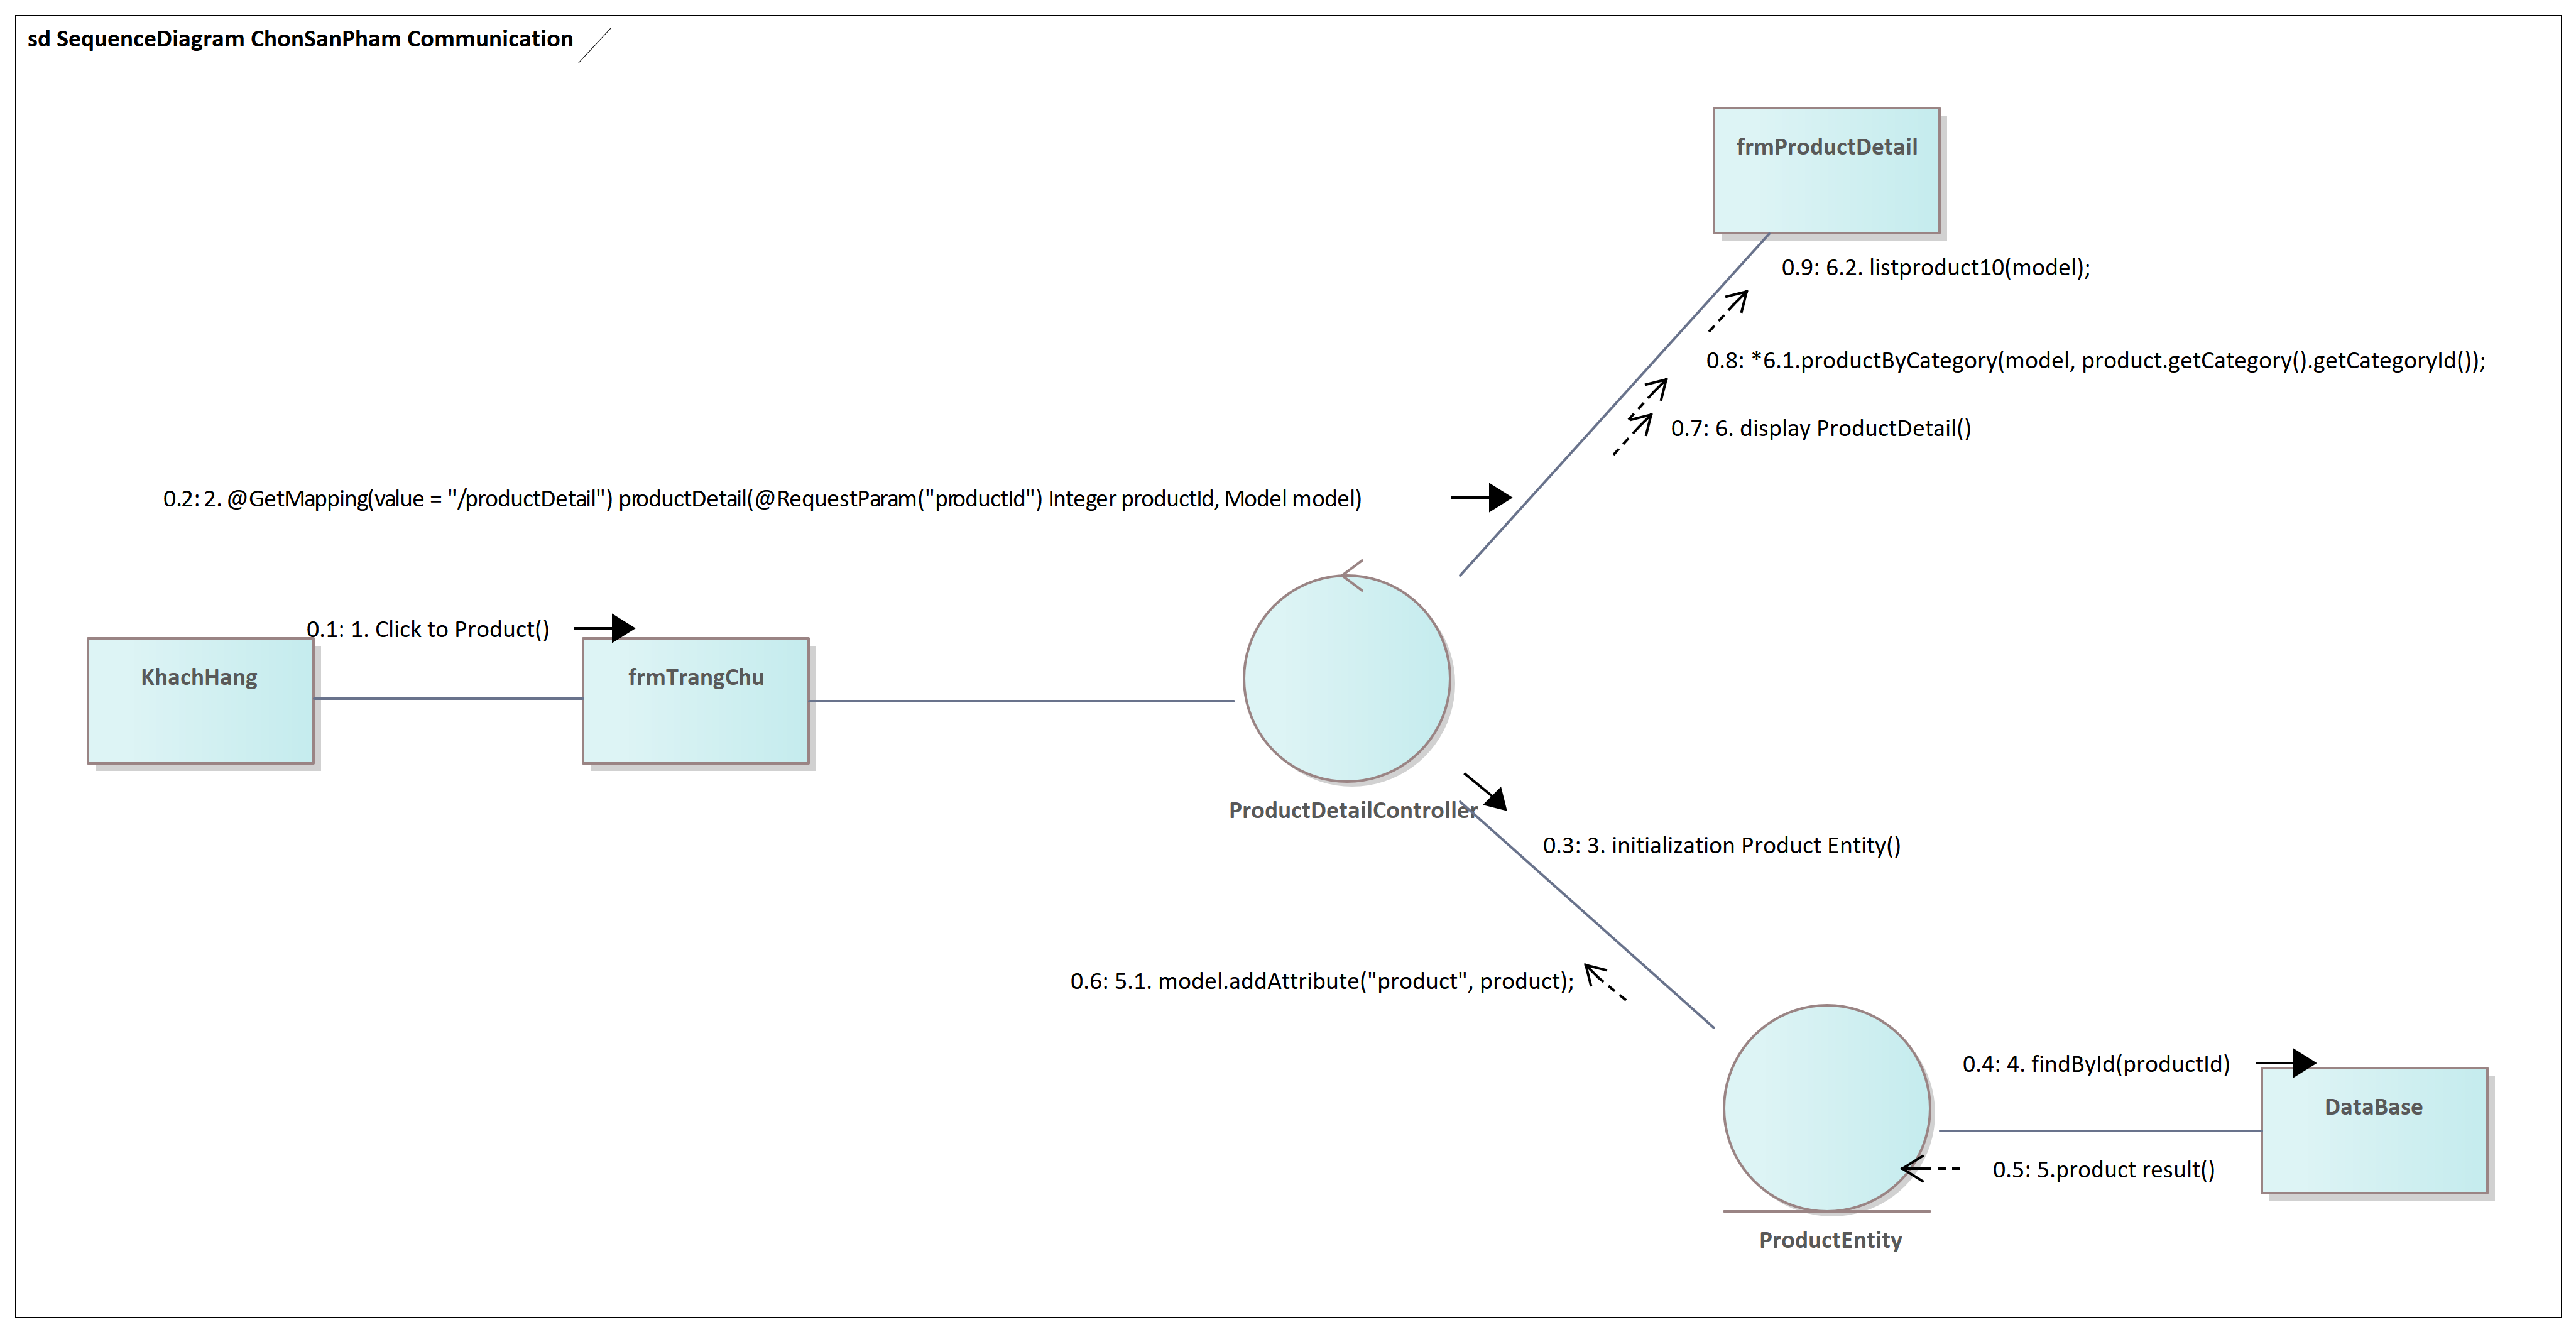 sd SequenceDiagram ChonSanPham Communication
frmProductDetail
0.9: 6.2. listproduct10(model);
0.8: *6.1.productByCategory(model, product.getCategory().getCategoryId());
0.7: 6. display ProductDetail()
0.2: 2. @GetMapping(value = "/productDetail") productDetail(@RequestParam("productId") Integer productId, Model model)
0.1: 1. Click to Product()
KhachHang
frmTrangChu
ProductDetailController
0.3: 3. initialization Product Entity()
0.6: 5.1. model.addAttribute("product", product);
0.4: 4. findById(productId)
DataBase
0.5: 5.product result()
ProductEntity